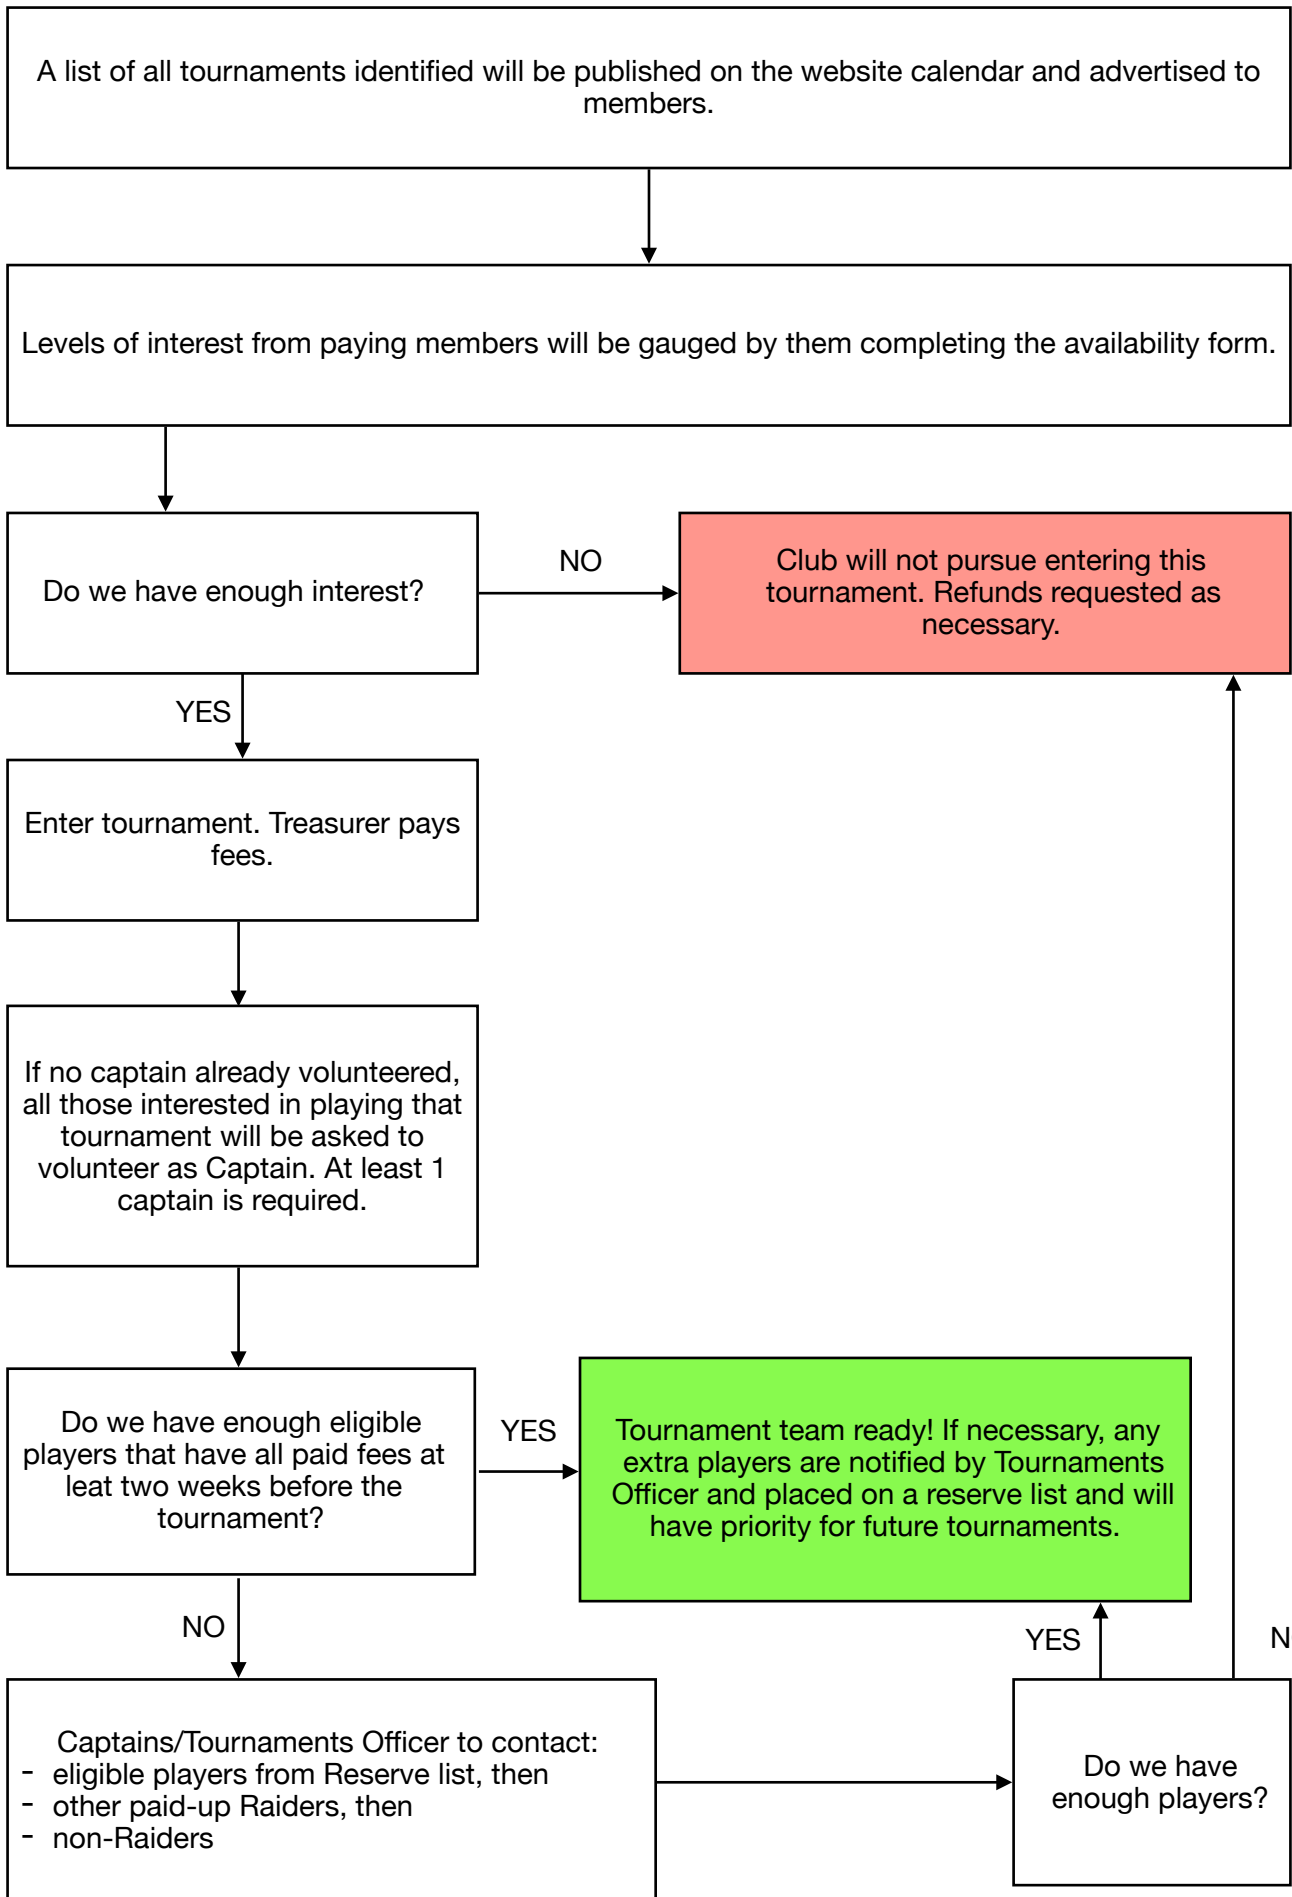 A list of all tournaments identified will be published on the website calendar and advertised to
members.
Levels of interest from paying members will be gauged by them completing the availability form.
Do we have enough interest?
NO
Club will not pursue entering this
tournament. Refunds requested as
necessary.
YES
Enter tournament. Treasurer pays
fees.
If no captain already volunteered,
all those interested in playing that
tournament will be asked to
volunteer as Captain. At least 1
captain is required.
Do we have enough eligible
players that have all paid fees at
leat two weeks before the
tournament?
YES
Tournament team ready! If necessary, any
extra players are notified by Tournaments
Officer and placed on a reserve list and will
have priority for future tournaments.
NO
YES
N
Captains/Tournaments Officer to contact:
- eligible players from Reserve list, then
- other paid-up Raiders, then
- non-Raiders
Do we have
enough players?